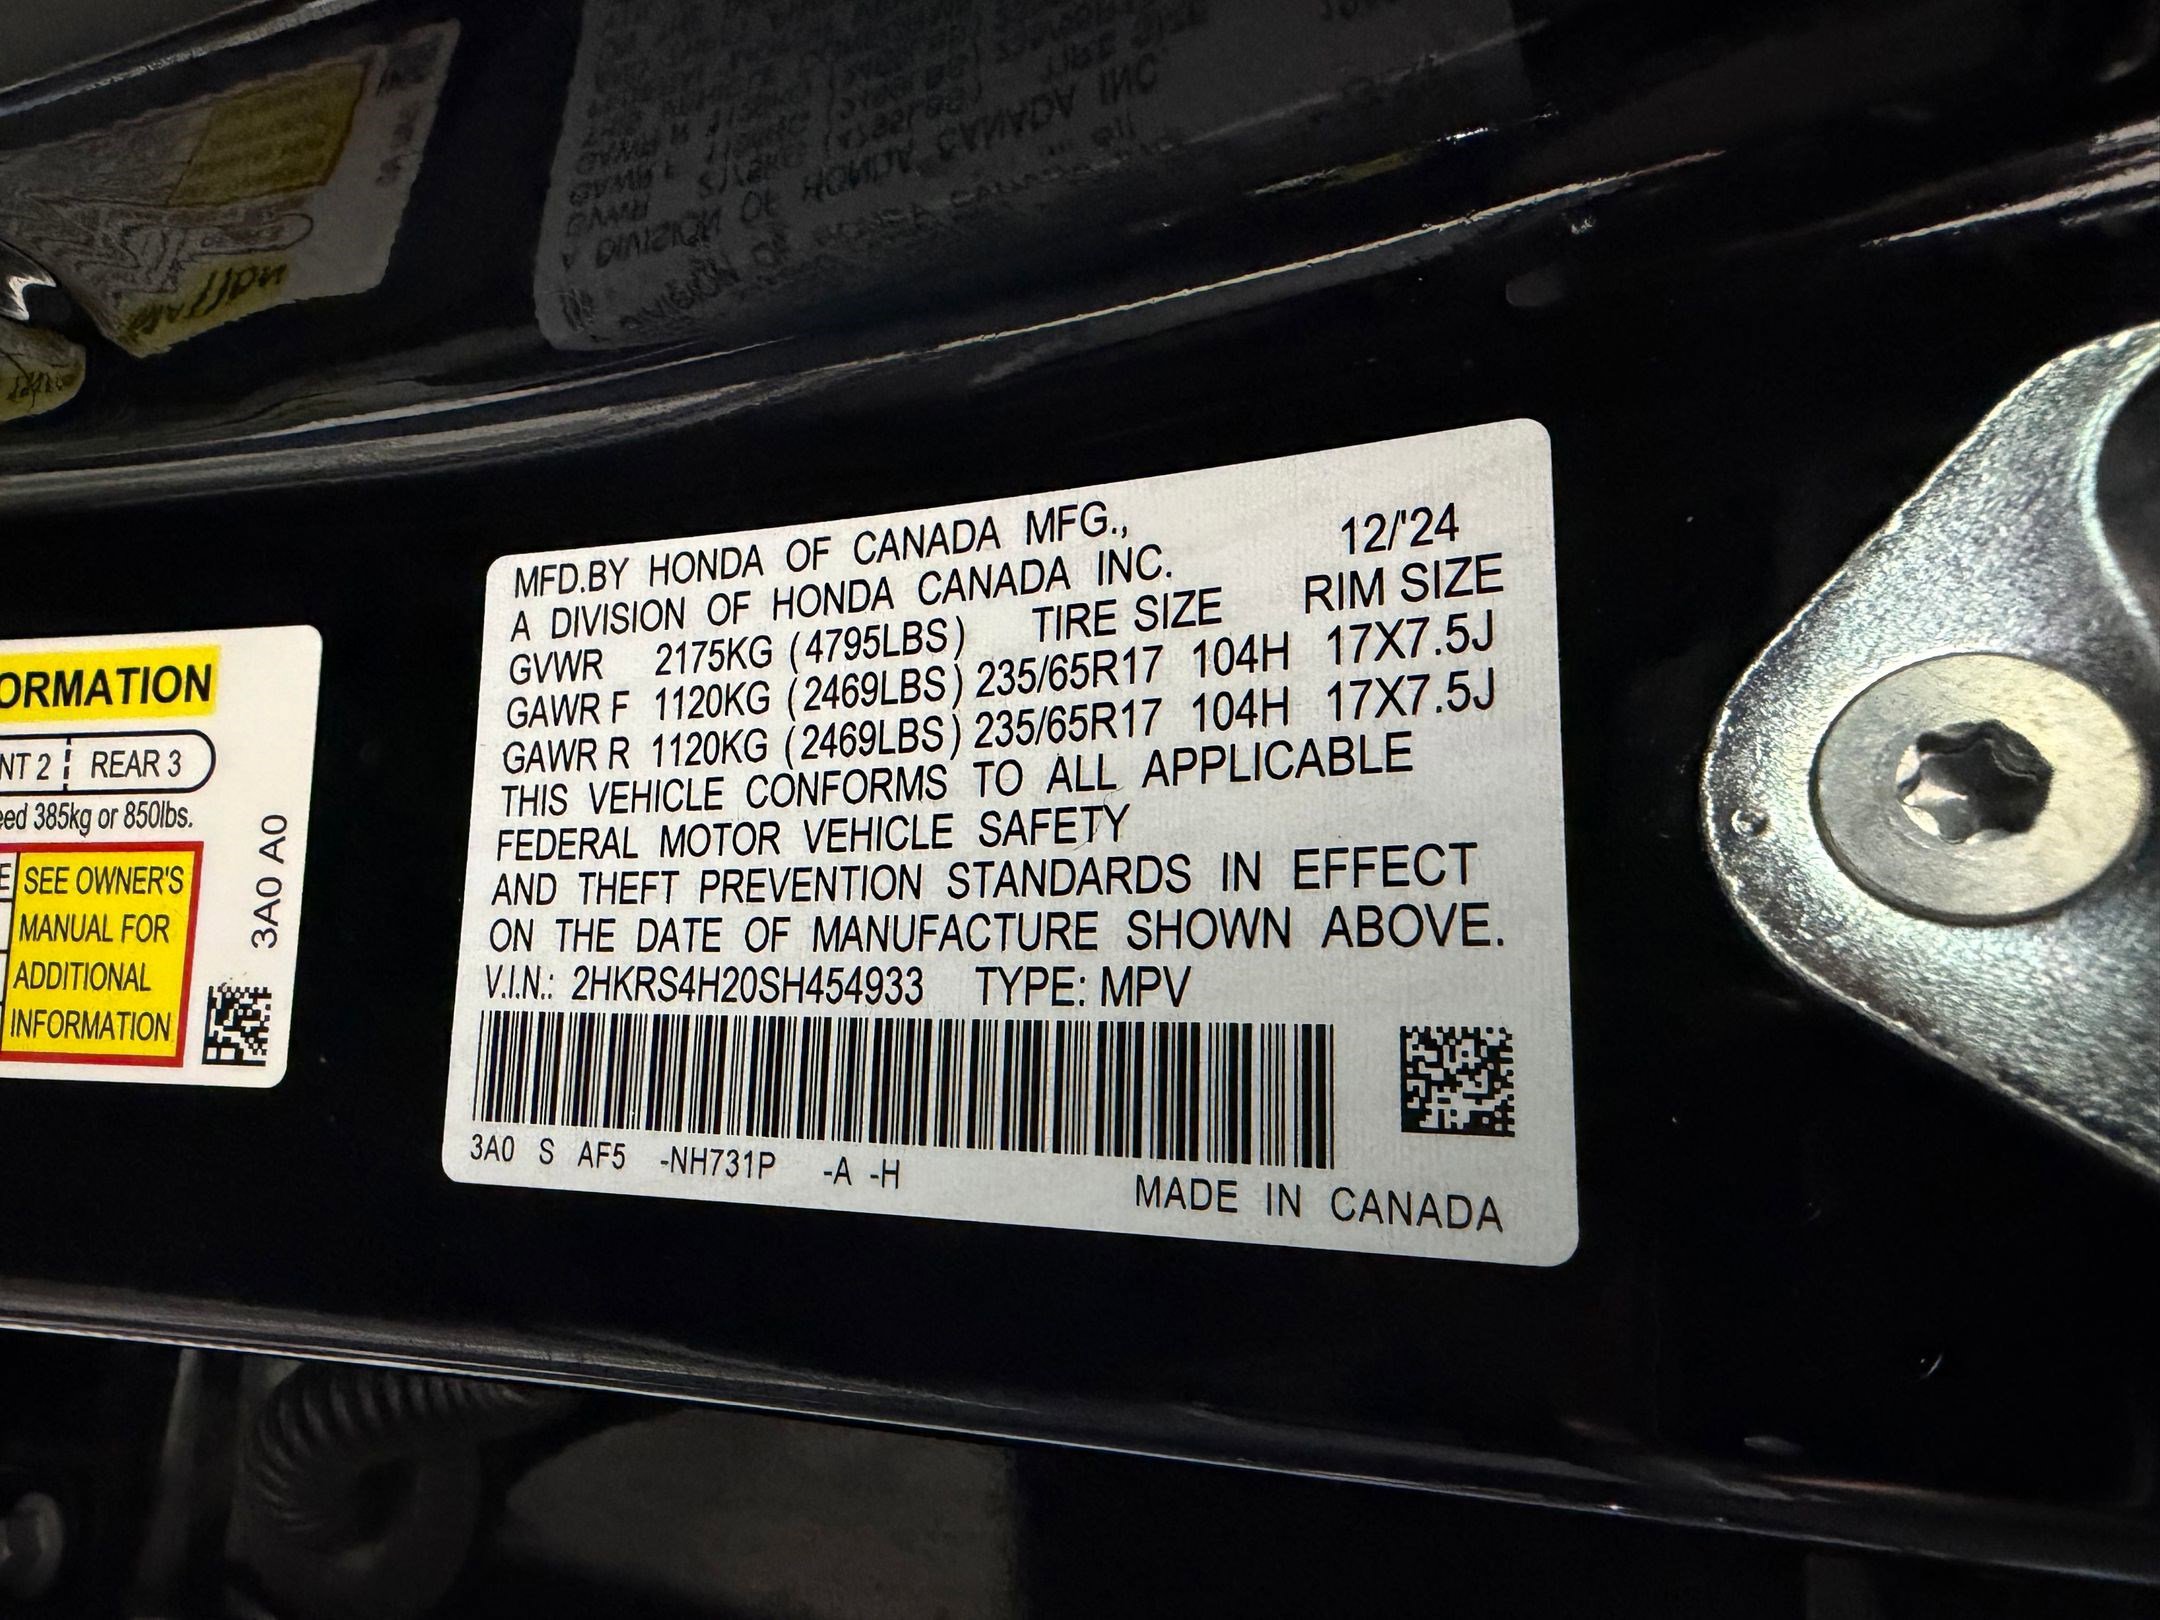 ORMATION
NT 2 REAR 3
eed 385kg or 850lbs.
E SEE OWNER'S
MANUAL FOR
ADDITIONAL
INFORMATION
3A0 A0
MFD.BY HONDA OF CANADA MFG., 12/'24
A DIVISION OF HONDA CANADA INC.
TIRE SIZE RIM SIZE
GVWR 2175KG (4795LBS)
GAWR F 1120KG (2469LBS) 235/65R17 104H 17X7.5J
GAWR R 1120KG (2469LBS) 235/65R17 104H 17X7.5J
THIS VEHICLE CONFORMS TO ALL APPLICABLE
FEDERAL MOTOR VEHICLE SAFETY
AND THEFT PREVENTION STANDARDS IN EFFECT
ON THE DATE OF MANUFACTURE SHOWN ABOVE.
V.I.N.: 2HKRS4H20SH454933 TYPE: MPV
3A0 S AF5 -NH731P -A -H
MADE IN CANADA